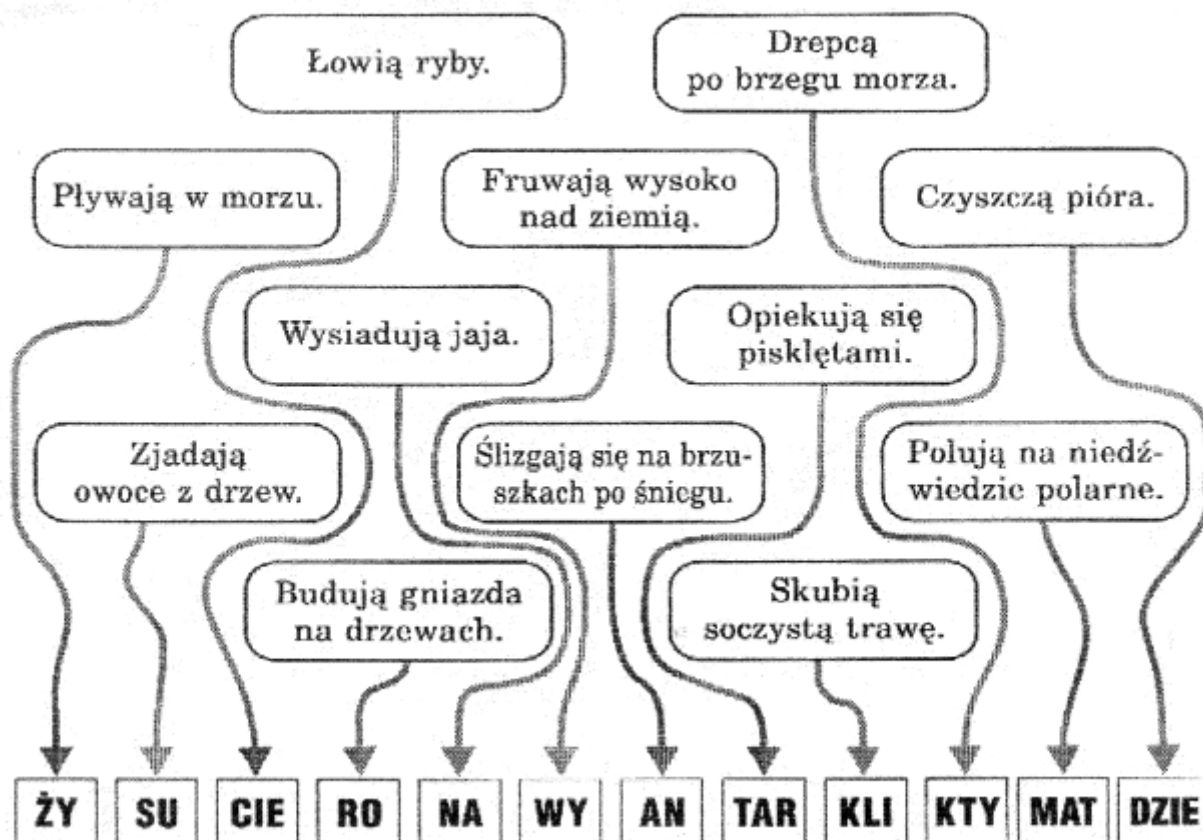 Łowią ryby.
Drepcą
po brzegu morza.
Pływają w morzu.
Fruwają wysoko
nad ziemią.
Czyszczą pióra.
Wysiadują jaja.
Opiekują się
pisklętami.
Zjadają
owoce z drzew.
Ślizgają się na brzu-
szkach po śniegu.
Polują na niedź-
wiedzie polarne.
Budują gniazda
na drzewach.
Skubią
soczystą trawę.
ŻY SU CIE RO NA WY AN TAR KLI KTY MAT DZIE